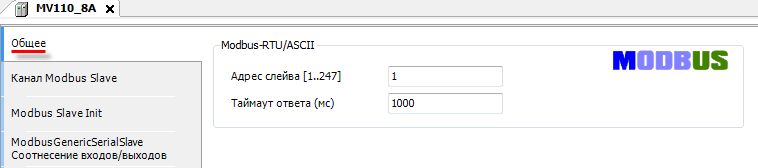 MV110_8A
Общее
Канал Modbus Slave
Modbus Slave Init
ModbusGenericSerialSlave
Соотнесение входов/выходов
Modbus-RTU/ASCII
MODBUS
Адрес слейва [1..247]
1
Таймаут ответа (мс)
1000